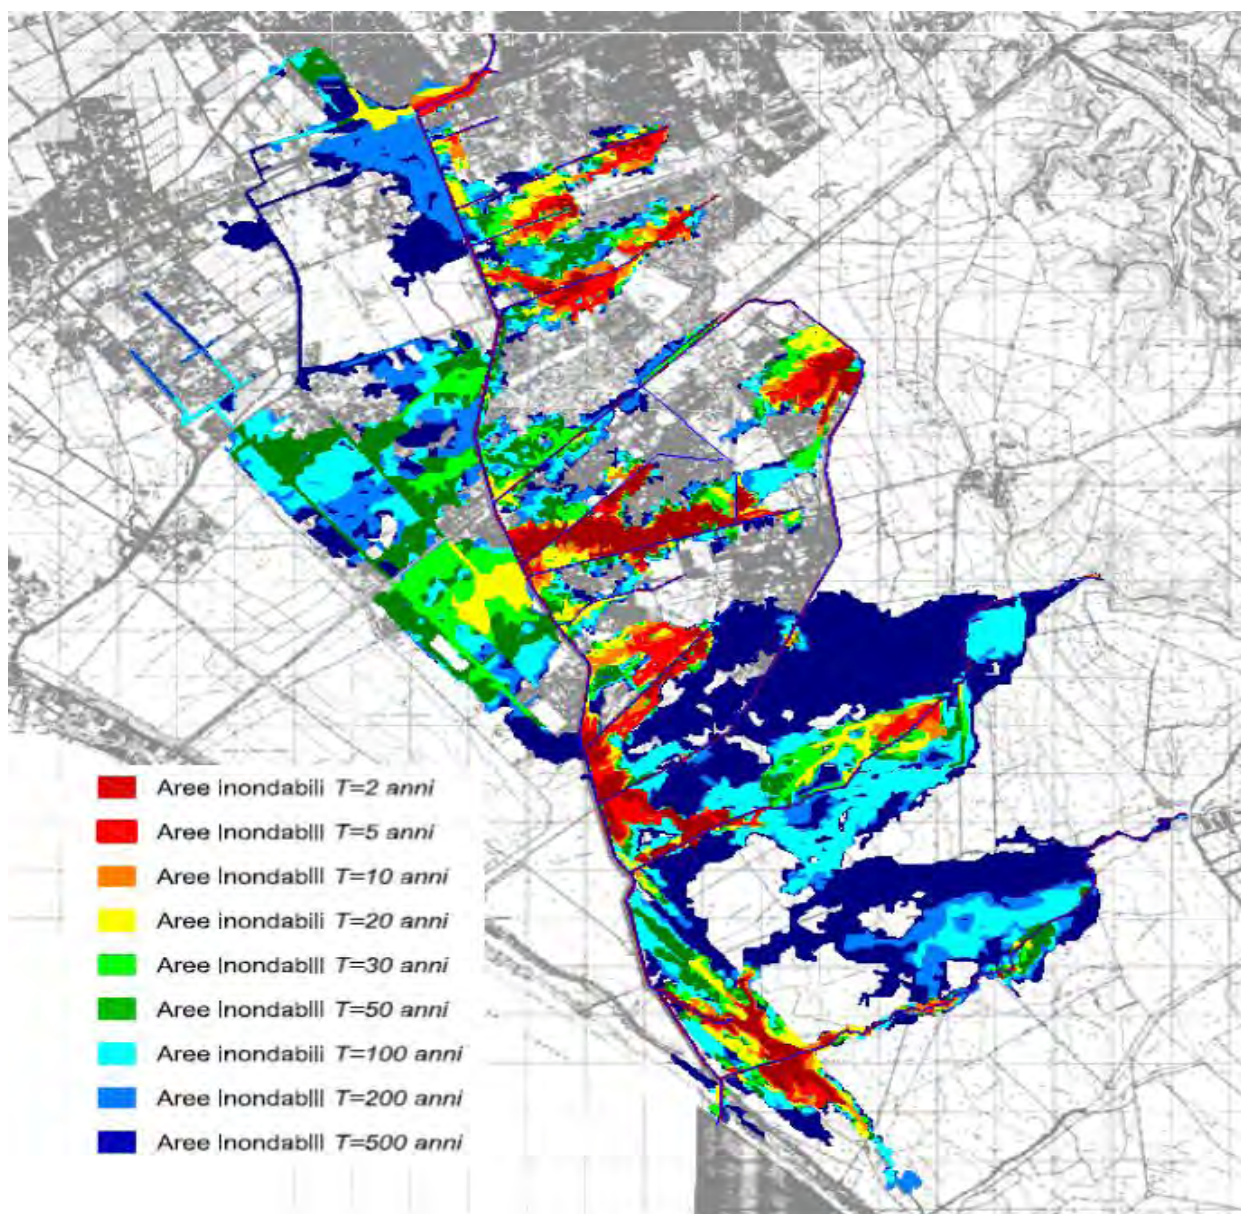 Aree Inondabili T=2 anni
Aree Inondabili T=5 anni
Aree Inondabili T=10 anni
Aree Inondabili T=20 anni
Aree Inondabili T=30 anni
Aree Inondabili T=50 anni
Aree Inondabili T=100 anni
Aree Inondabili T=200 anni
Aree Inondabili T=500 anni